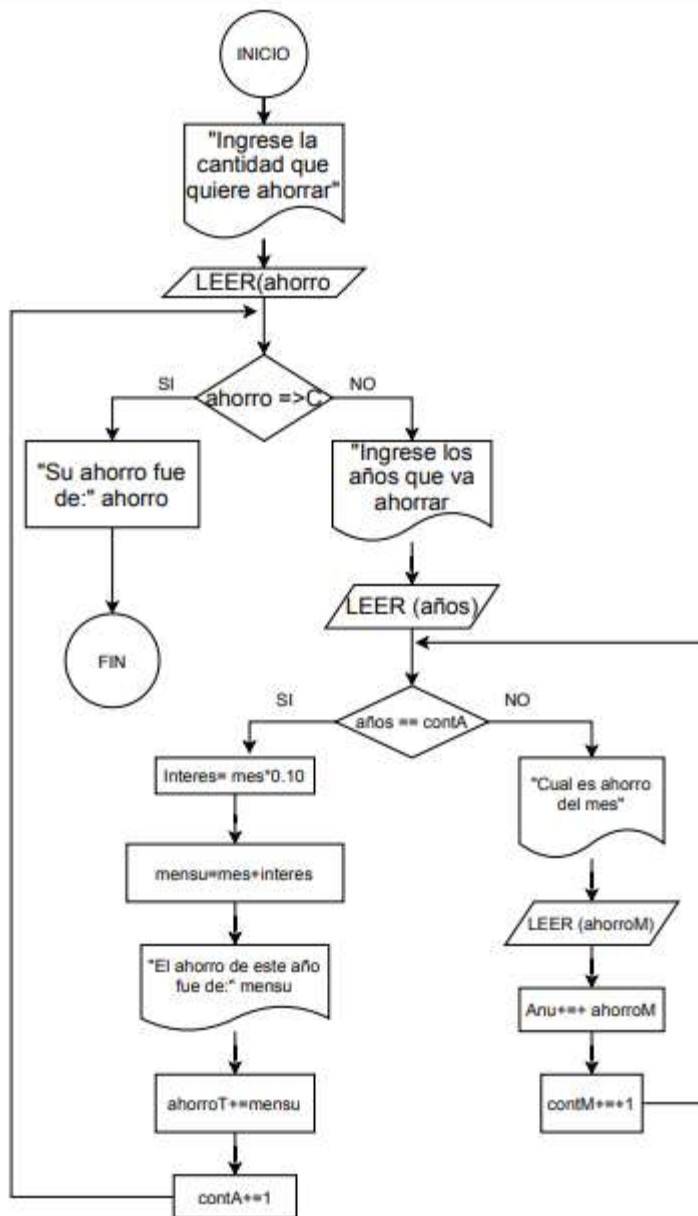 INICIO
"Ingrese la
cantidad que
quiere ahorrar"
LEER(ahorro
ahorro =>C
SI
NO
"Su ahorro fue
de:" ahorro
FIN
"Ingrese los
años que va
ahorrar
LEER (años)
años == contA
SI
NO
Interes= mes*0.10
mensu=mes+interes
"El ahorro de este año
fue de:" mensu
ahorroT+=mensu
contA+=1
"Cual es ahorro
del mes"
LEER (ahorroM)
Anu+=+ ahorroM
contM+=+1